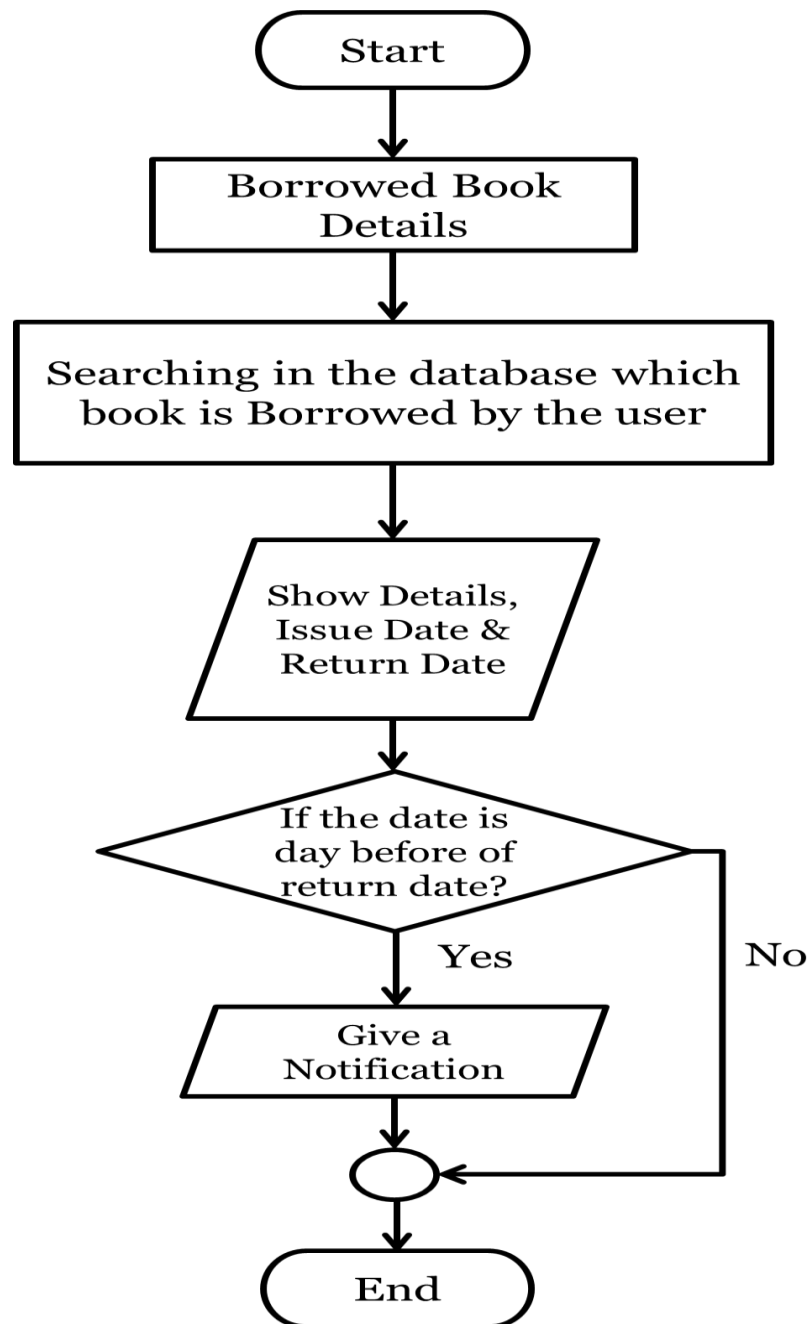 Start
Borrowed Book
Details
Searching in the database which
book is Borrowed by the user
Show Details,
Issue Date &
Return Date
If the date is
day before of
return date?
Yes
No
Give a
Notification
End